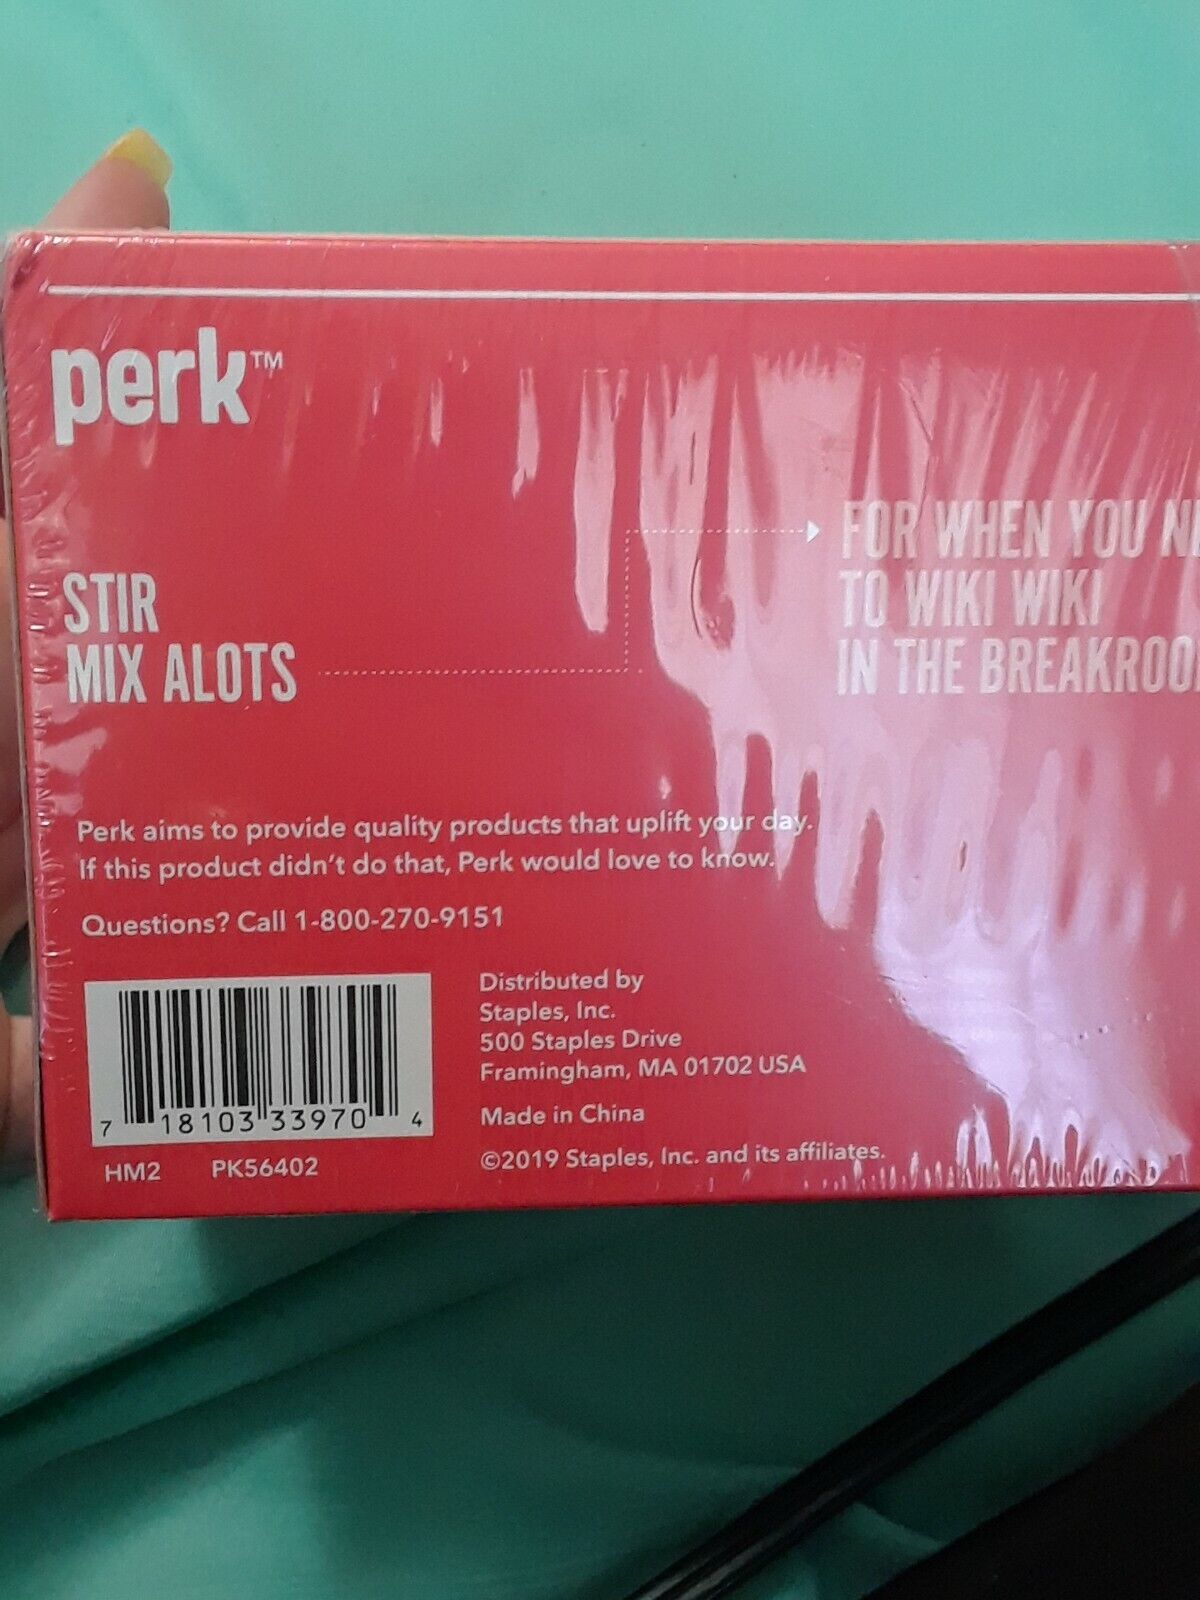 perk™
STIR
MIX ALOTS
FOR WHEN YOU
TO WIKI WIKI
IN THE BREAKROO
Perk aims to provide quality products that uplift your day.
If this product didn't do that, Perk would love to know.
Questions? Call 1-800-270-9151
Distributed by
Staples, Inc.
500 Staples Drive
Framingham, MA 01702 USA
Made in China
©2019 Staples, Inc. and its affiliates.
7 18103 33970 4
HM2 PK56402